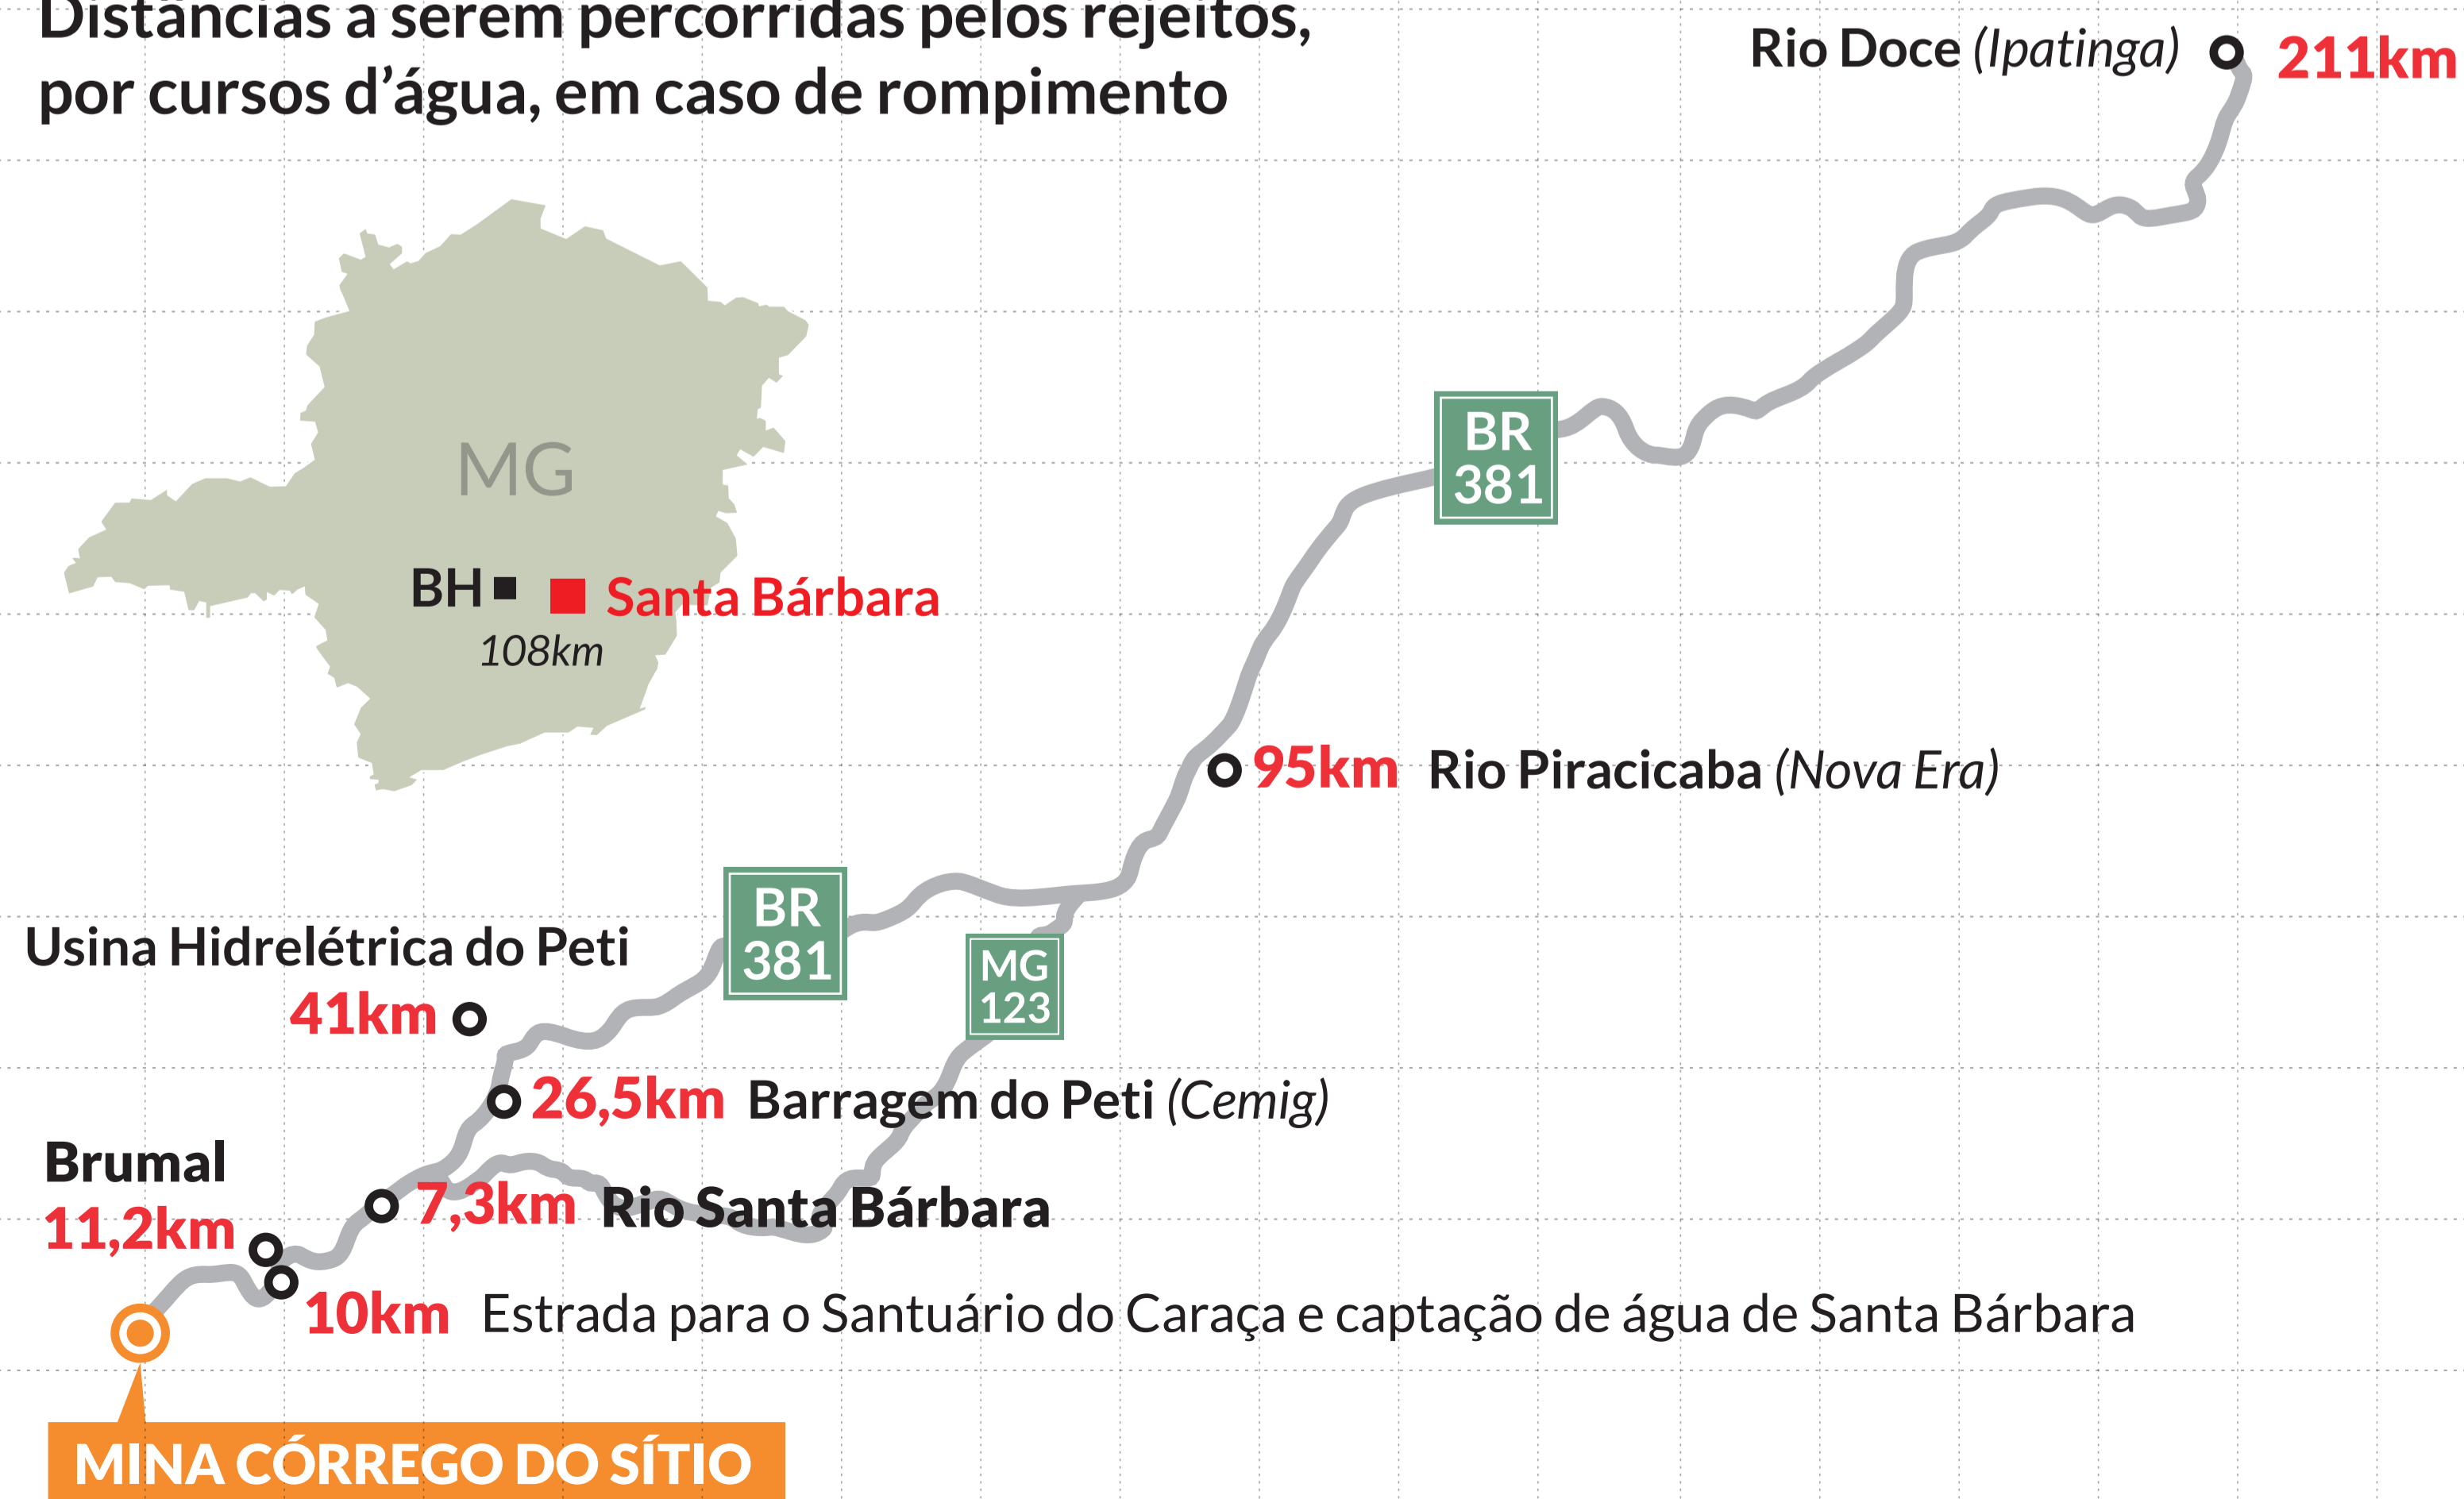 Distâncias a serem percorridas pelos rejeitos,
por cursos d’água, em caso de rompimento
Rio Doce (Ipatinga)
211km
MG
BR
381
BH
Santa Bárbara
108km
95km Rio Piracicaba (Nova Era)
BR
381
Usina Hidrelétrica do Peti
41km
MG
123
26,5km Barragem do Peti (Cemig)
Brumal
11,2km
7,3km Rio Santa Bárbara
10km Estrada para o Santuário do Caraça e captação de água de Santa Bárbara
MINA CÓRREGO DO SÍTIO